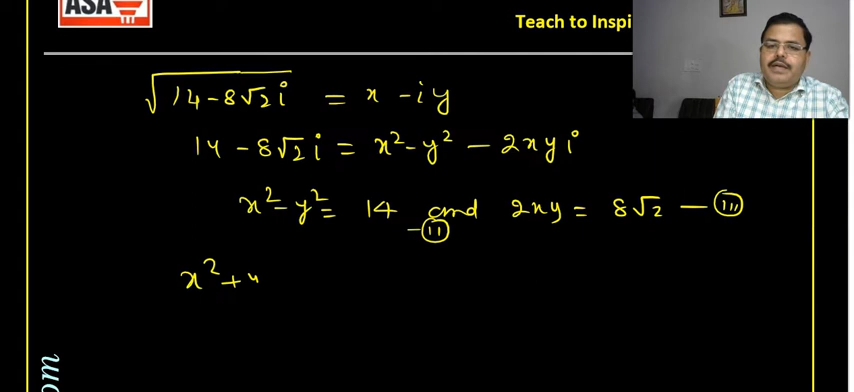 ASA
Teach to Inspi
√14 - 8√2 i = x - iy
14 - 8√2 i = x² - y² - 2xyi
x² - y² = 14 and 2xy = 8√2 — (III)
- (II)
x² + y
om